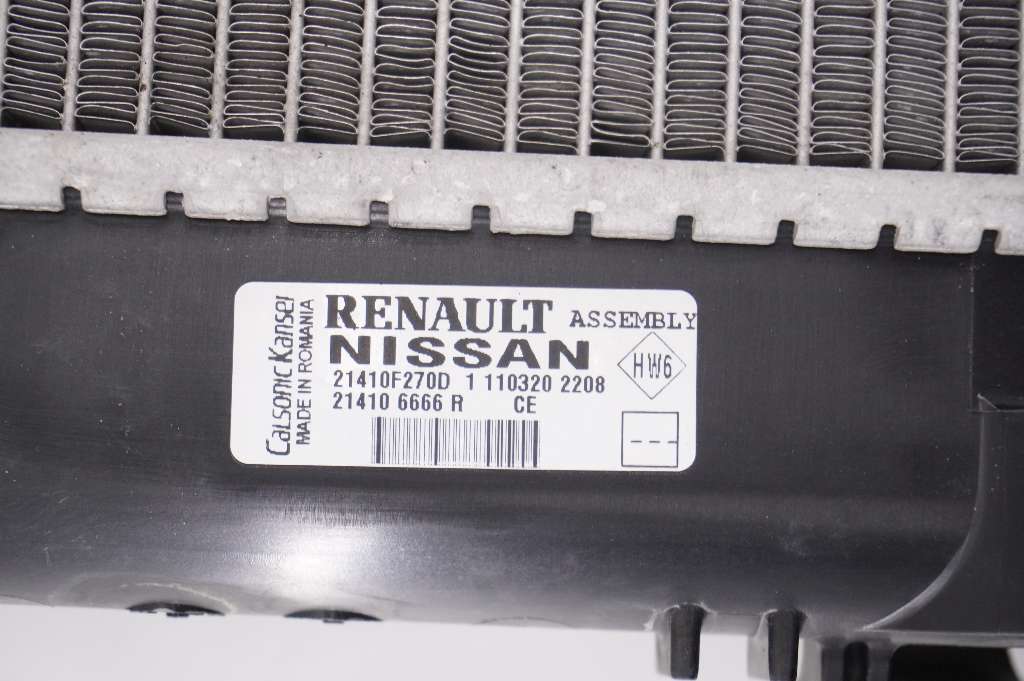 Calsonic Kansei
MADE IN ROMANIA
RENAULT ASSEMBLY
NISSAN
21410F270D 1 110320 2208
21410 6666 R CE
HW6